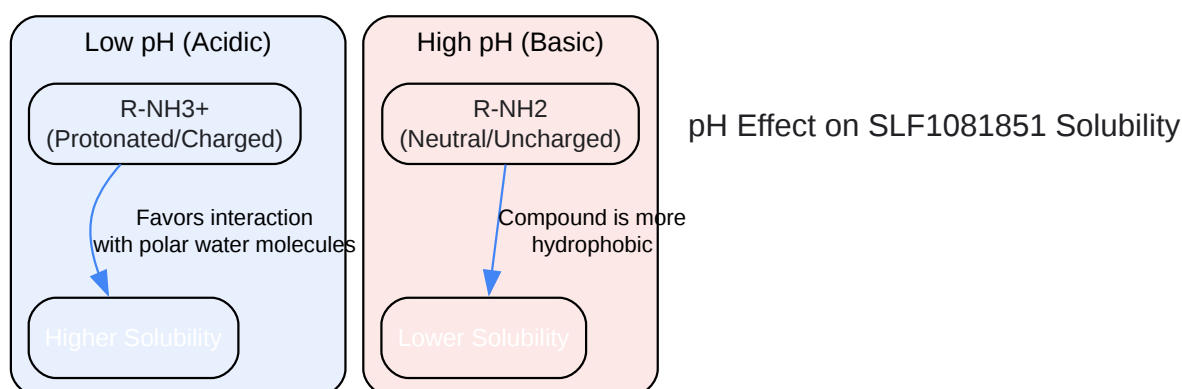 Low pH (Acidic)
R-NH3+
(Protonated/Charged)
Favors interaction
with polar water molecules
Higher Solubility
High pH (Basic)
R-NH2
(Neutral/Uncharged)
Compound is more
hydrophobic
Lower Solubility
pH Effect on SLF1081851 Solubility